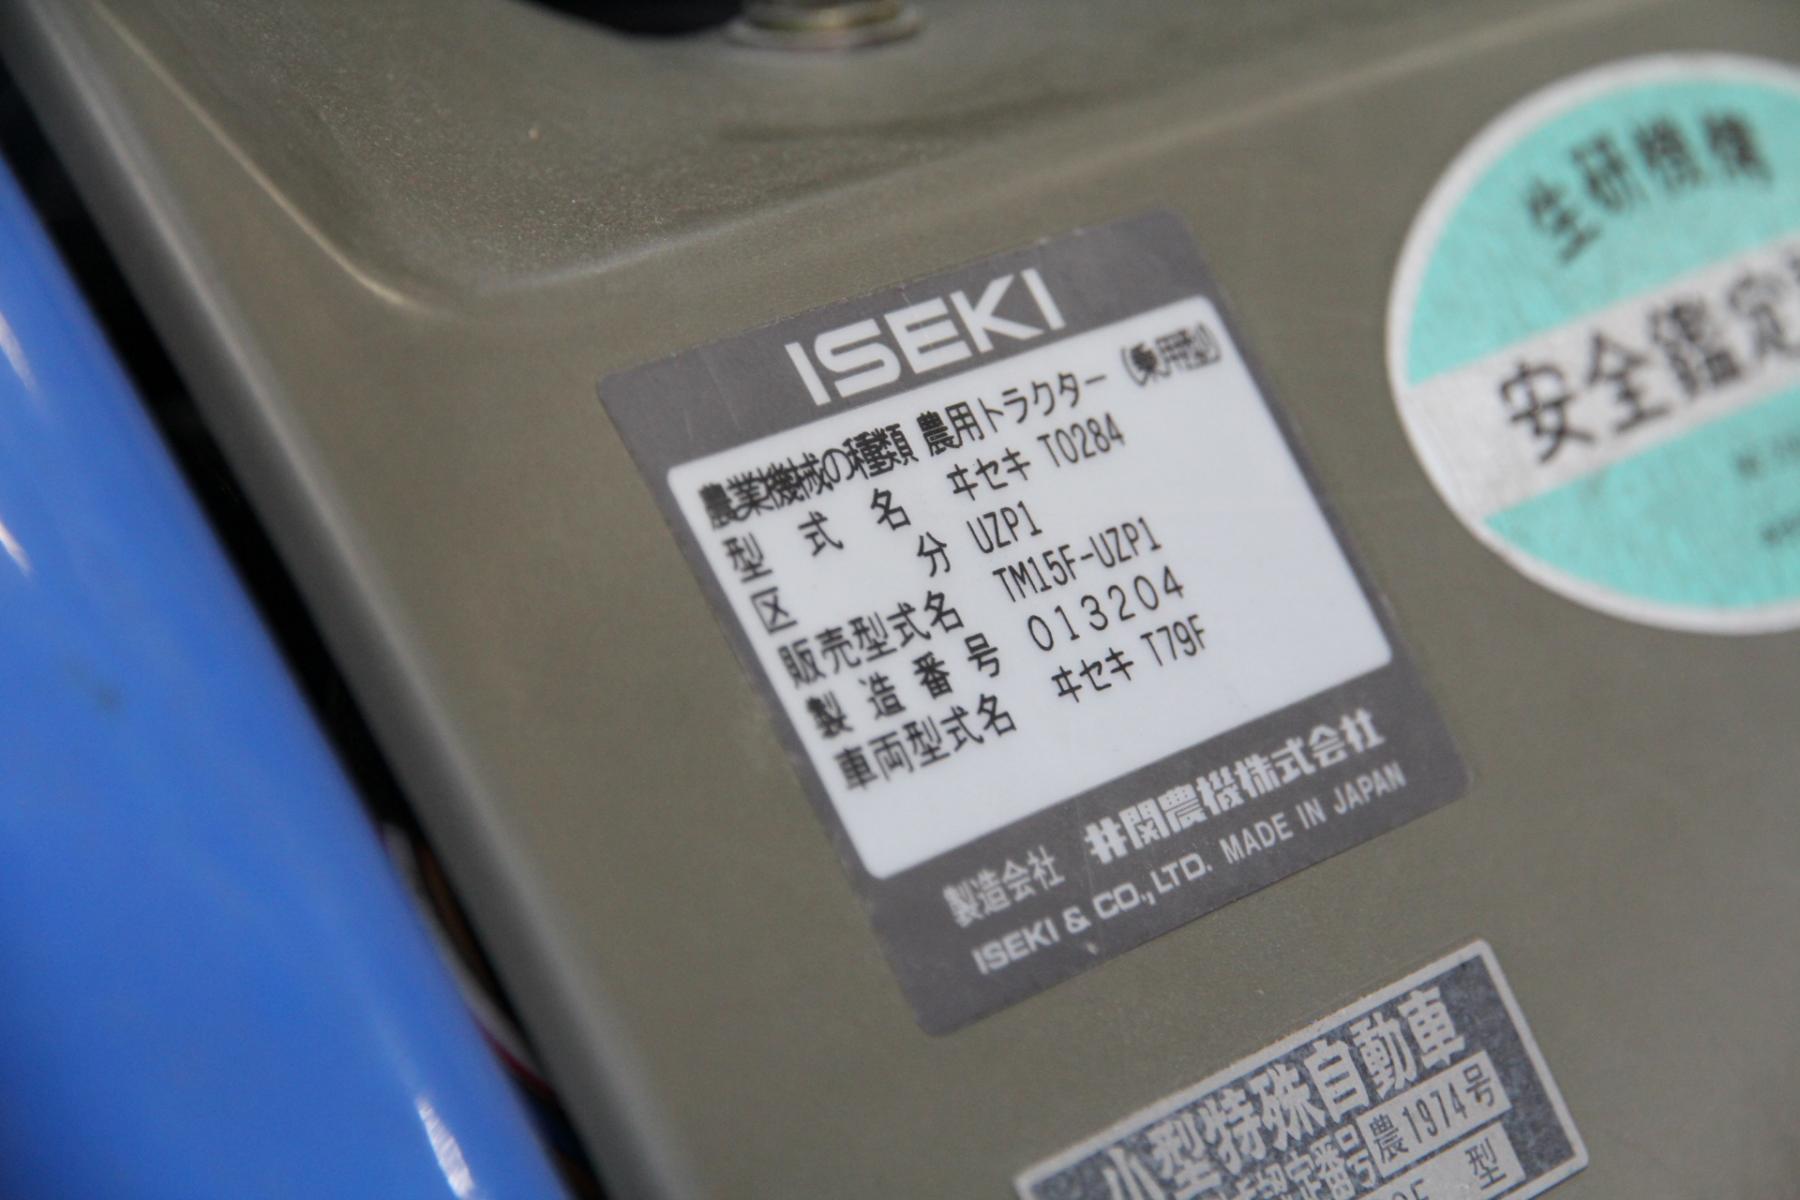 ISEKI
農業機械の種類 農用トラクター (乗用型)
型式名 ヰセキ T0284
区分 UZP1
販売型式名 TM15F-UZP1
製造番号 013204
車両型式名 ヰセキ T79F
製造会社 井関農機株式会社
ISEKI & CO.,LTD. MADE IN JAPAN
生研機構
安全鑑定
小型特殊自動車
認定番号 農1974号
型